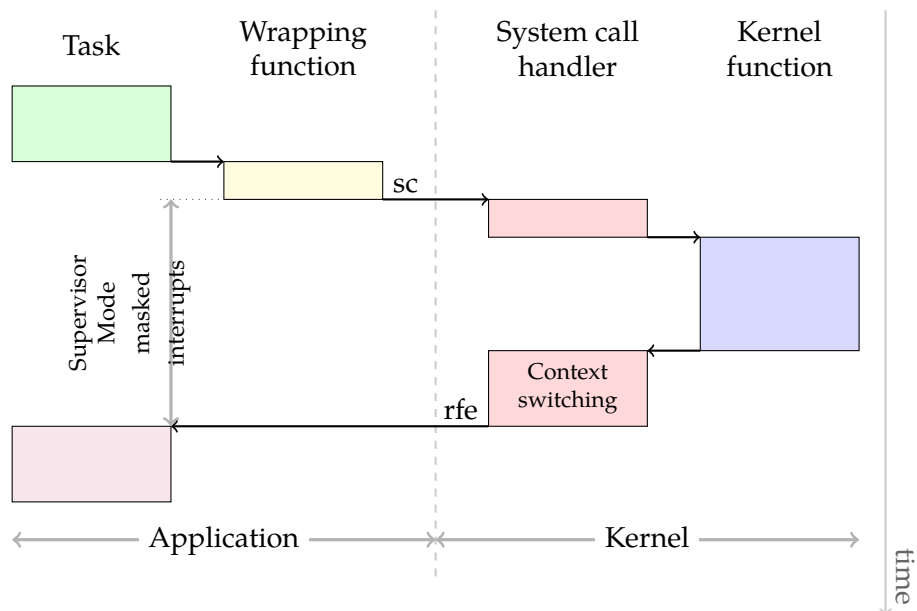 Task
Wrapping
function
System call
handler
Kernel
function
sc
Supervisor
Mode
masked
interrupts
Context
switching
rfe
Application
Kernel
time